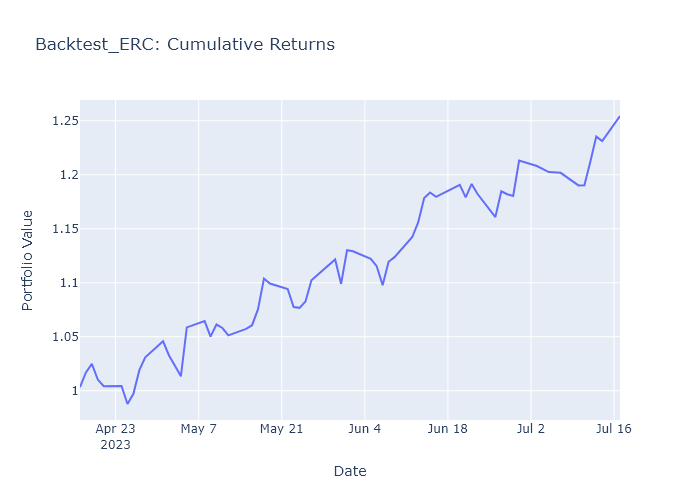 Backtest_ERC: Cumulative Returns
Portfolio Value
1.25
1.2
1.15
1.1
1.05
1
Apr 23
2023
May 7
May 21
Jun 4
Jun 18
Jul 2
Jul 16
Date